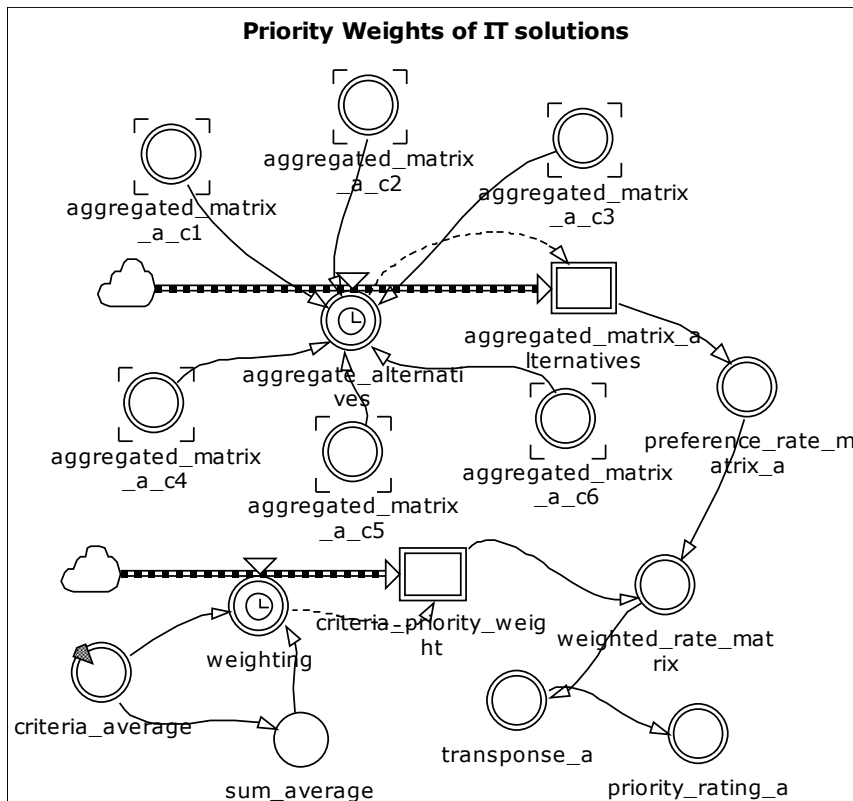 Priority Weights of IT solutions
aggregated_matrix
_a_c1
aggregated_matrix
_a_c2
aggregated_matrix
_a_c3
aggregate_alternati
ves
aggregated_matrix_a
lternatives
aggregated_matrix
_a_c4
aggregated_matrix
_a_c5
aggregated_matrix
_a_c6
preference_rate_m
atrix_a
weighting
criteria_priority_weig
ht
weighted_rate_mat
rix
criteria_average
sum_average
transponse_a
priority_rating_a